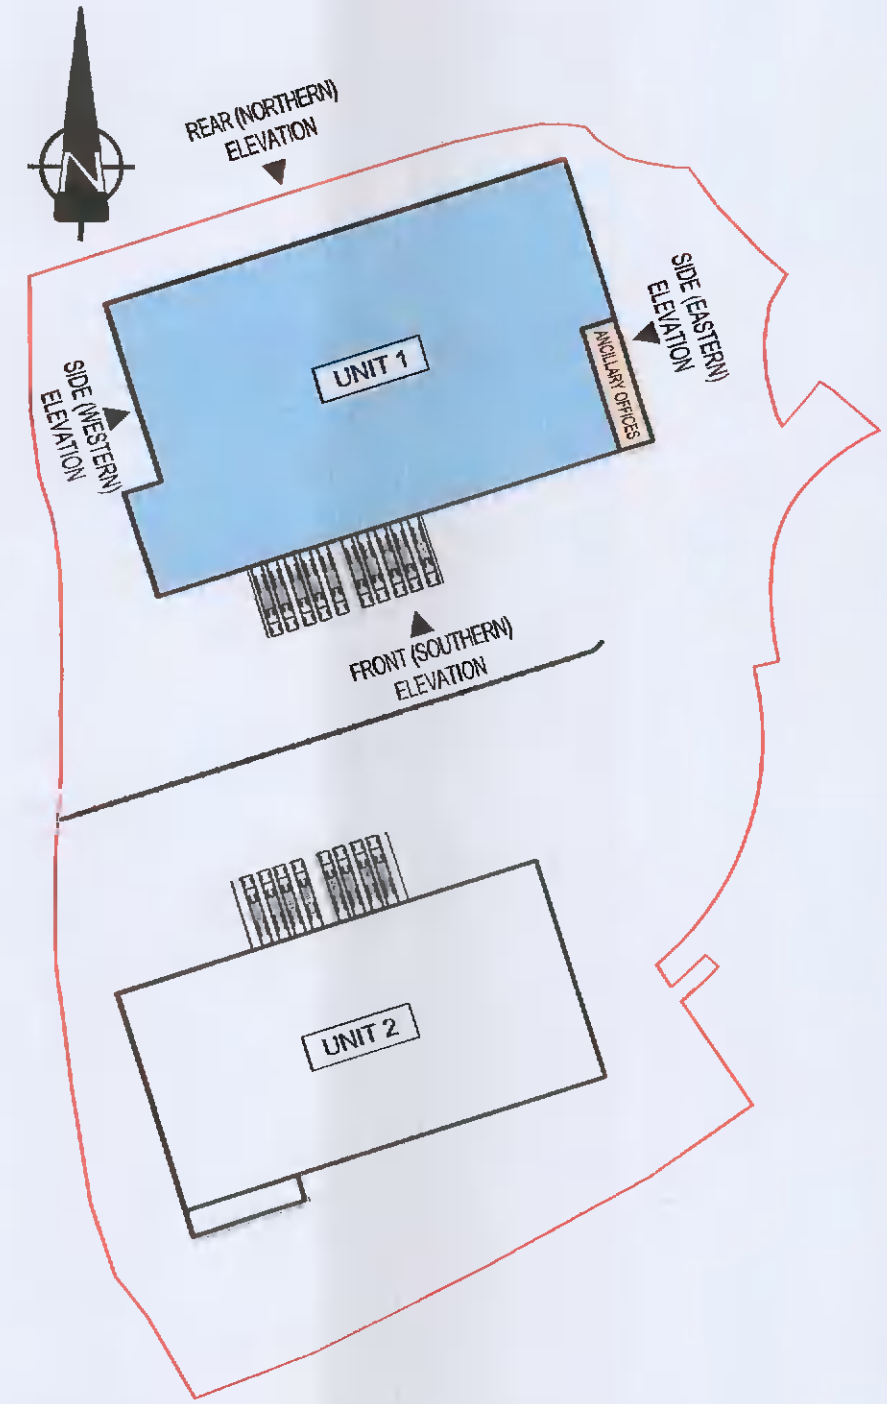 N
REAR (NORTHERN)
ELEVATION
SIDE (EASTERN)
ELEVATION
UNIT 1
ANCILLARY OFFICES
SIDE (WESTERN)
ELEVATION
FRONT (SOUTHERN)
ELEVATION
UNIT 2